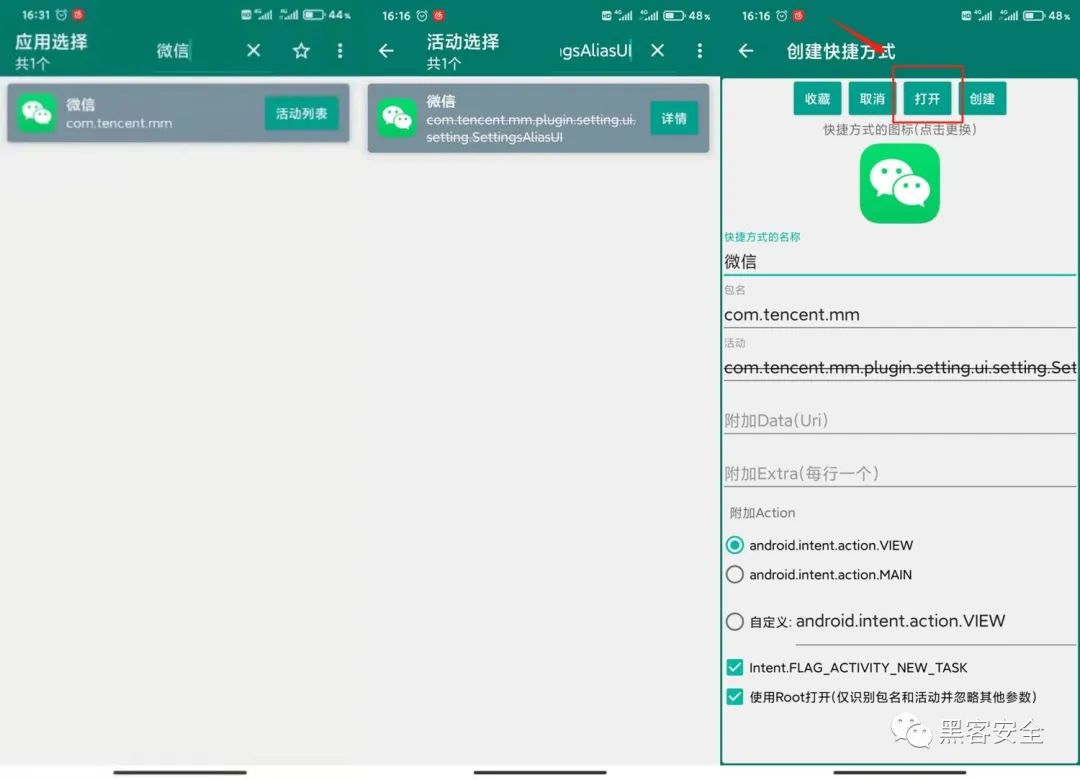 16:31
44%
应用选择
共1个
微信
微信
com.tencent.mm
活动列表
16:16
48%
活动选择
共1个
ngsAliasUI
微信
com.tencent.mm.plugin.setting.ui.
setting.SettingsAliasUI
详情
16:16
48%
创建快捷方式
收藏
取消
打开
创建
快捷方式的图标(点击更换)
快捷方式的名称
微信
包名
com.tencent.mm
活动
com.tencent.mm.plugin.setting.ui.setting.Set
附加Data(Uri)
附加Extra(每行一个)
附加Action
android.intent.action.VIEW
android.intent.action.MAIN
自定义: android.intent.action.VIEW
Intent.FLAG_ACTIVITY_NEW_TASK
使用Root打开(仅识别包名和活动并忽略其他参数)
黑客安全